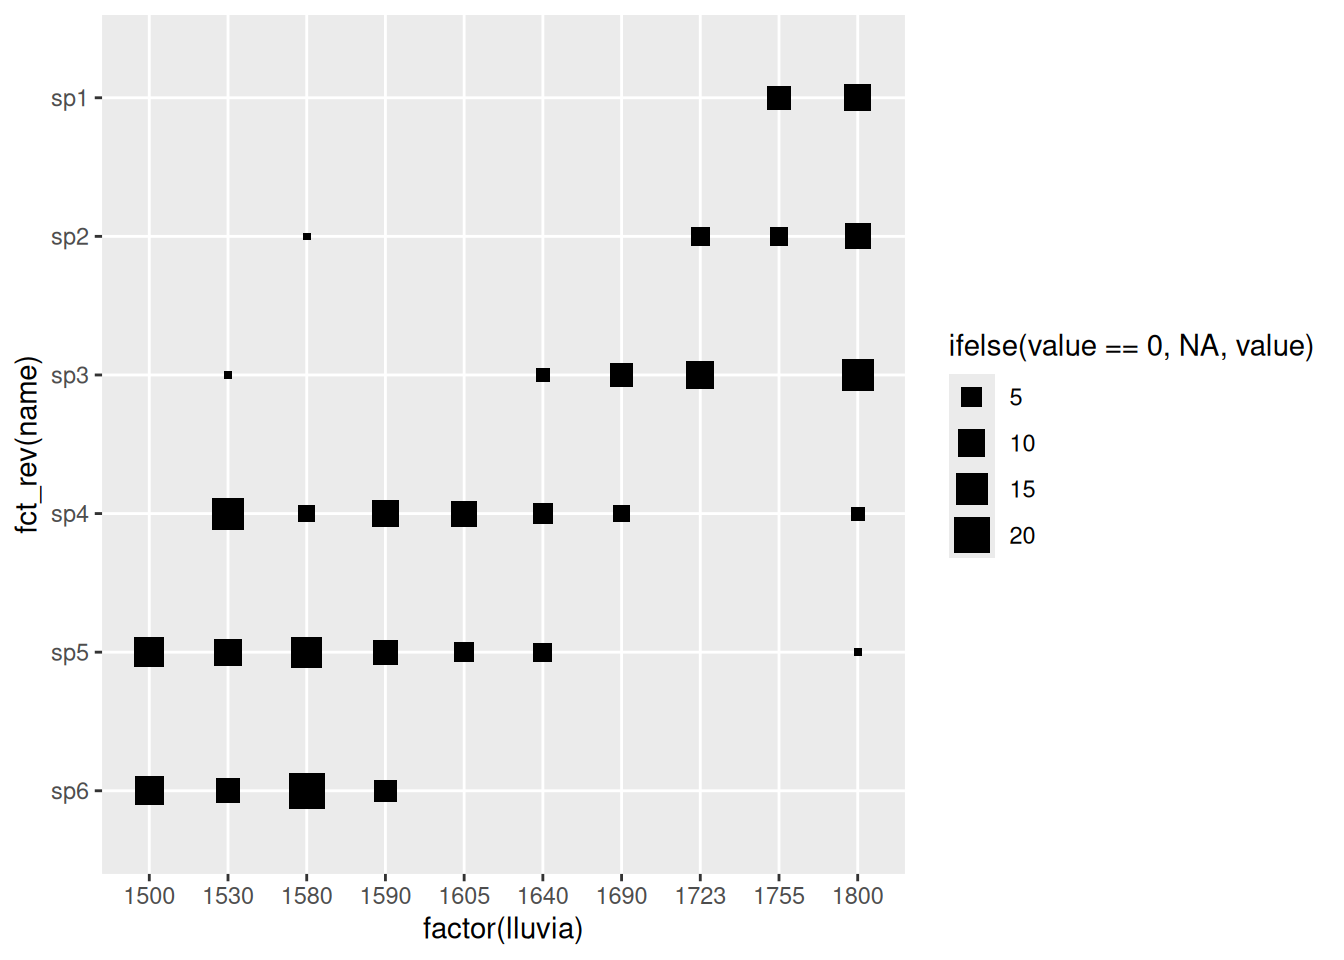 sp1
sp2
sp3
sp4
sp5
sp6
fct_rev(name)
1500 1530 1580 1590 1605 1640 1690 1723 1755 1800
factor(lluvia)
ifelse(value == 0, NA, value)
5
10
15
20